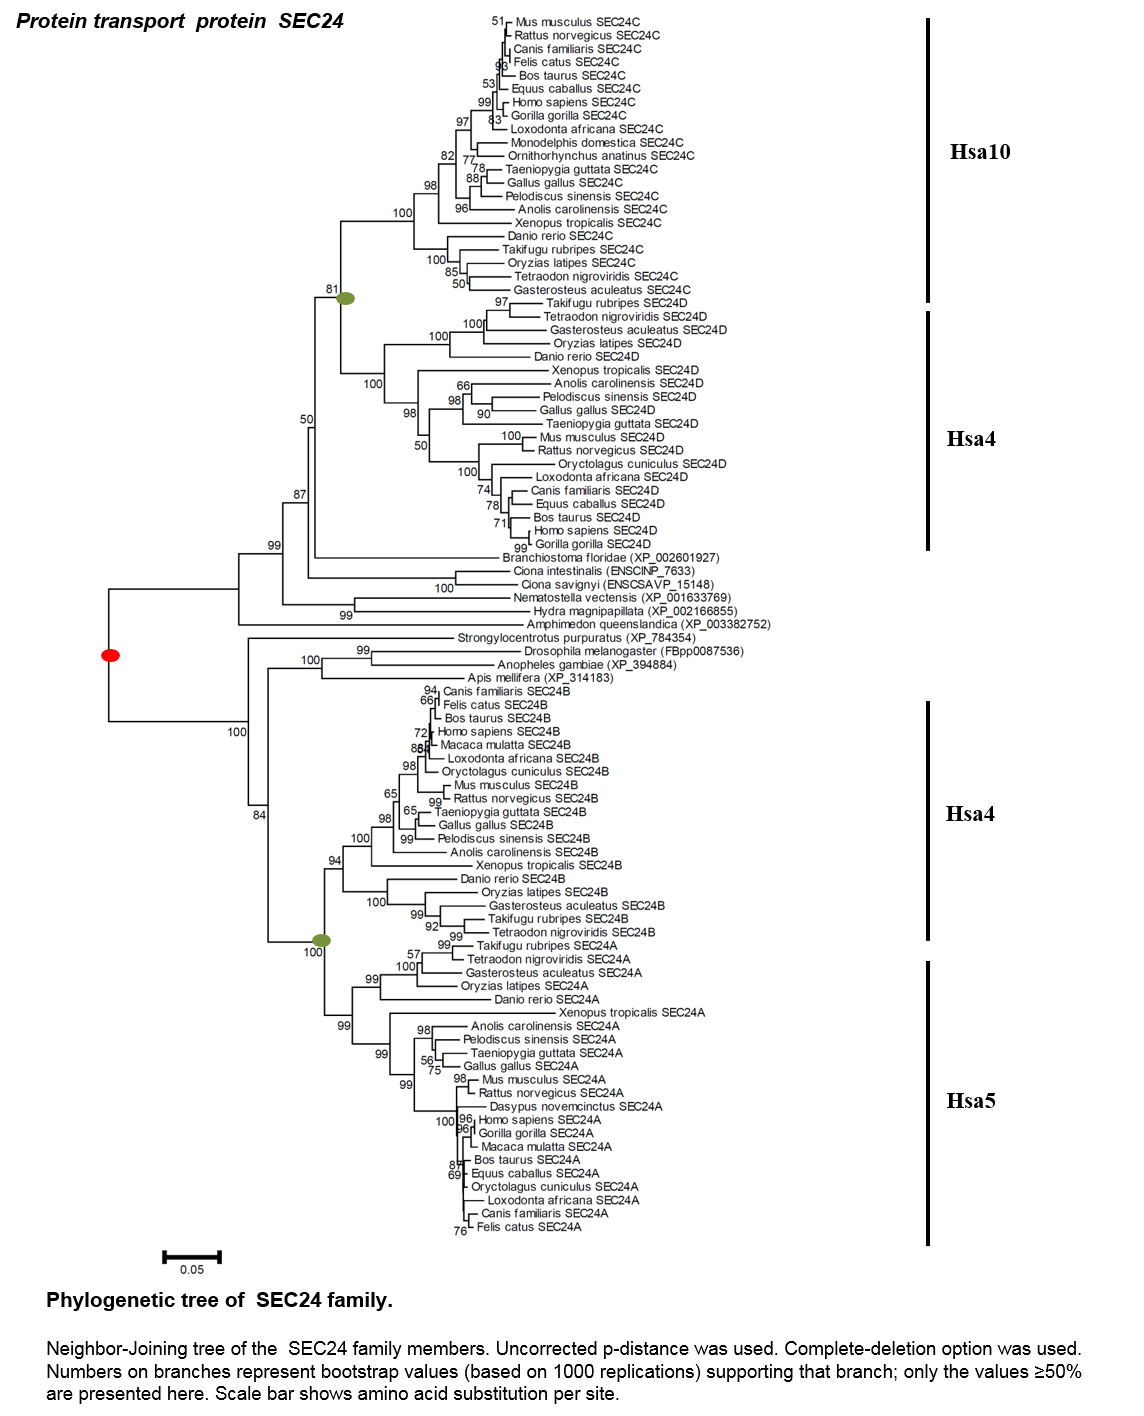 Protein transport protein SEC24
51 Mus musculus SEC24C
Rattus norvegicus SEC24C
Canis familiaris SEC24C
93 Felis catus SEC24C
Bos taurus SEC24C
53 Equus caballus SEC24C
99 Homo sapiens SEC24C
83 Gorilla gorilla SEC24C
97 Loxodonta africana SEC24C
Monodelphis domestica SEC24C
Hsa10
82 77 Ornithorhynchus anatinus SEC24C
78 Taeniopygia guttata SEC24C
98 88 Gallus gallus SEC24C
Pelodiscus sinensis SEC24C
100 96 Anolis carolinensis SEC24C
Xenopus tropicalis SEC24C
Danio rerio SEC24C
100 Takifugu rubripes SEC24C
85 Oryzias latipes SEC24C
50 Tetraodon nigroviridis SEC24C
81 Gasterosteus aculeatus SEC24C
97 Takifugu rubripes SEC24D
100 Tetraodon nigroviridis SEC24D
100 Gasterosteus aculeatus SEC24D
Oryzias latipes SEC24D
Danio rerio SEC24D
100 Xenopus tropicalis SEC24D
66 Anolis carolinensis SEC24D
98 98 Pelodiscus sinensis SEC24D
90 Gallus gallus SEC24D
50 50 Taeniopygia guttata SEC24D
100 Mus musculus SEC24D
Hsa4
Rattus norvegicus SEC24D
100 Oryctolagus cuniculus SEC24D
Loxodonta africana SEC24D
74 Canis familiaris SEC24D
87 78 Equus caballus SEC24D
71 Bos taurus SEC24D
Homo sapiens SEC24D
99 99 Gorilla gorilla SEC24D
Branchiostoma floridae (XP_002601927)
Ciona intestinalis (ENSCINP_7633)
100 Ciona savignyi (ENSCSAVP_15148)
Nematostella vectensis (XP_001633769)
99 Hydra magnipapillata (XP_002166855)
Amphimedon queenslandica (XP_003382752)
Strongylocentrotus purpuratus (XP_784354)
99 Drosophila melanogaster (FBpp0087536)
100 Anopheles gambiae (XP_394884)
Apis mellifera (XP_314183)
94 Canis familiaris SEC24B
66 Felis catus SEC24B
Bos taurus SEC24B
100 72 Homo sapiens SEC24B
Macaca mulatta SEC24B
Loxodonta africana SEC24B
98 Oryctolagus cuniculus SEC24B
Mus musculus SEC24B
65 99 Rattus norvegicus SEC24B
84 98 65 Taeniopygia guttata SEC24B
Hsa4
Gallus gallus SEC24B
100 99 Pelodiscus sinensis SEC24B
Anolis carolinensis SEC24B
94 Xenopus tropicalis SEC24B
Danio rerio SEC24B
100 Oryzias latipes SEC24B
99 Gasterosteus aculeatus SEC24B
92 Takifugu rubripes SEC24B
99 Tetraodon nigroviridis SEC24B
100 99 Takifugu rubripes SEC24A
57 Tetraodon nigroviridis SEC24A
100 Gasterosteus aculeatus SEC24A
99 Oryzias latipes SEC24A
Danio rerio SEC24A
99 Xenopus tropicalis SEC24A
98 Anolis carolinensis SEC24A
Pelodiscus sinensis SEC24A
99 56 Taeniopygia guttata SEC24A
75 Gallus gallus SEC24A
99 98 Mus musculus SEC24A
Rattus norvegicus SEC24A
Hsa5
Dasypus novemcinctus SEC24A
100 96 Homo sapiens SEC24A
96 Gorilla gorilla SEC24A
Macaca mulatta SEC24A
87 Bos taurus SEC24A
69 Equus caballus SEC24A
Oryctolagus cuniculus SEC24A
Loxodonta africana SEC24A
Canis familiaris SEC24A
76 Felis catus SEC24A
0.05
Phylogenetic tree of SEC24 family.
Neighbor-Joining tree of the SEC24 family members. Uncorrected p-distance was used. Complete-deletion option was used.
Numbers on branches represent bootstrap values (based on 1000 replications) supporting that branch; only the values ≥50%
are presented here. Scale bar shows amino acid substitution per site.